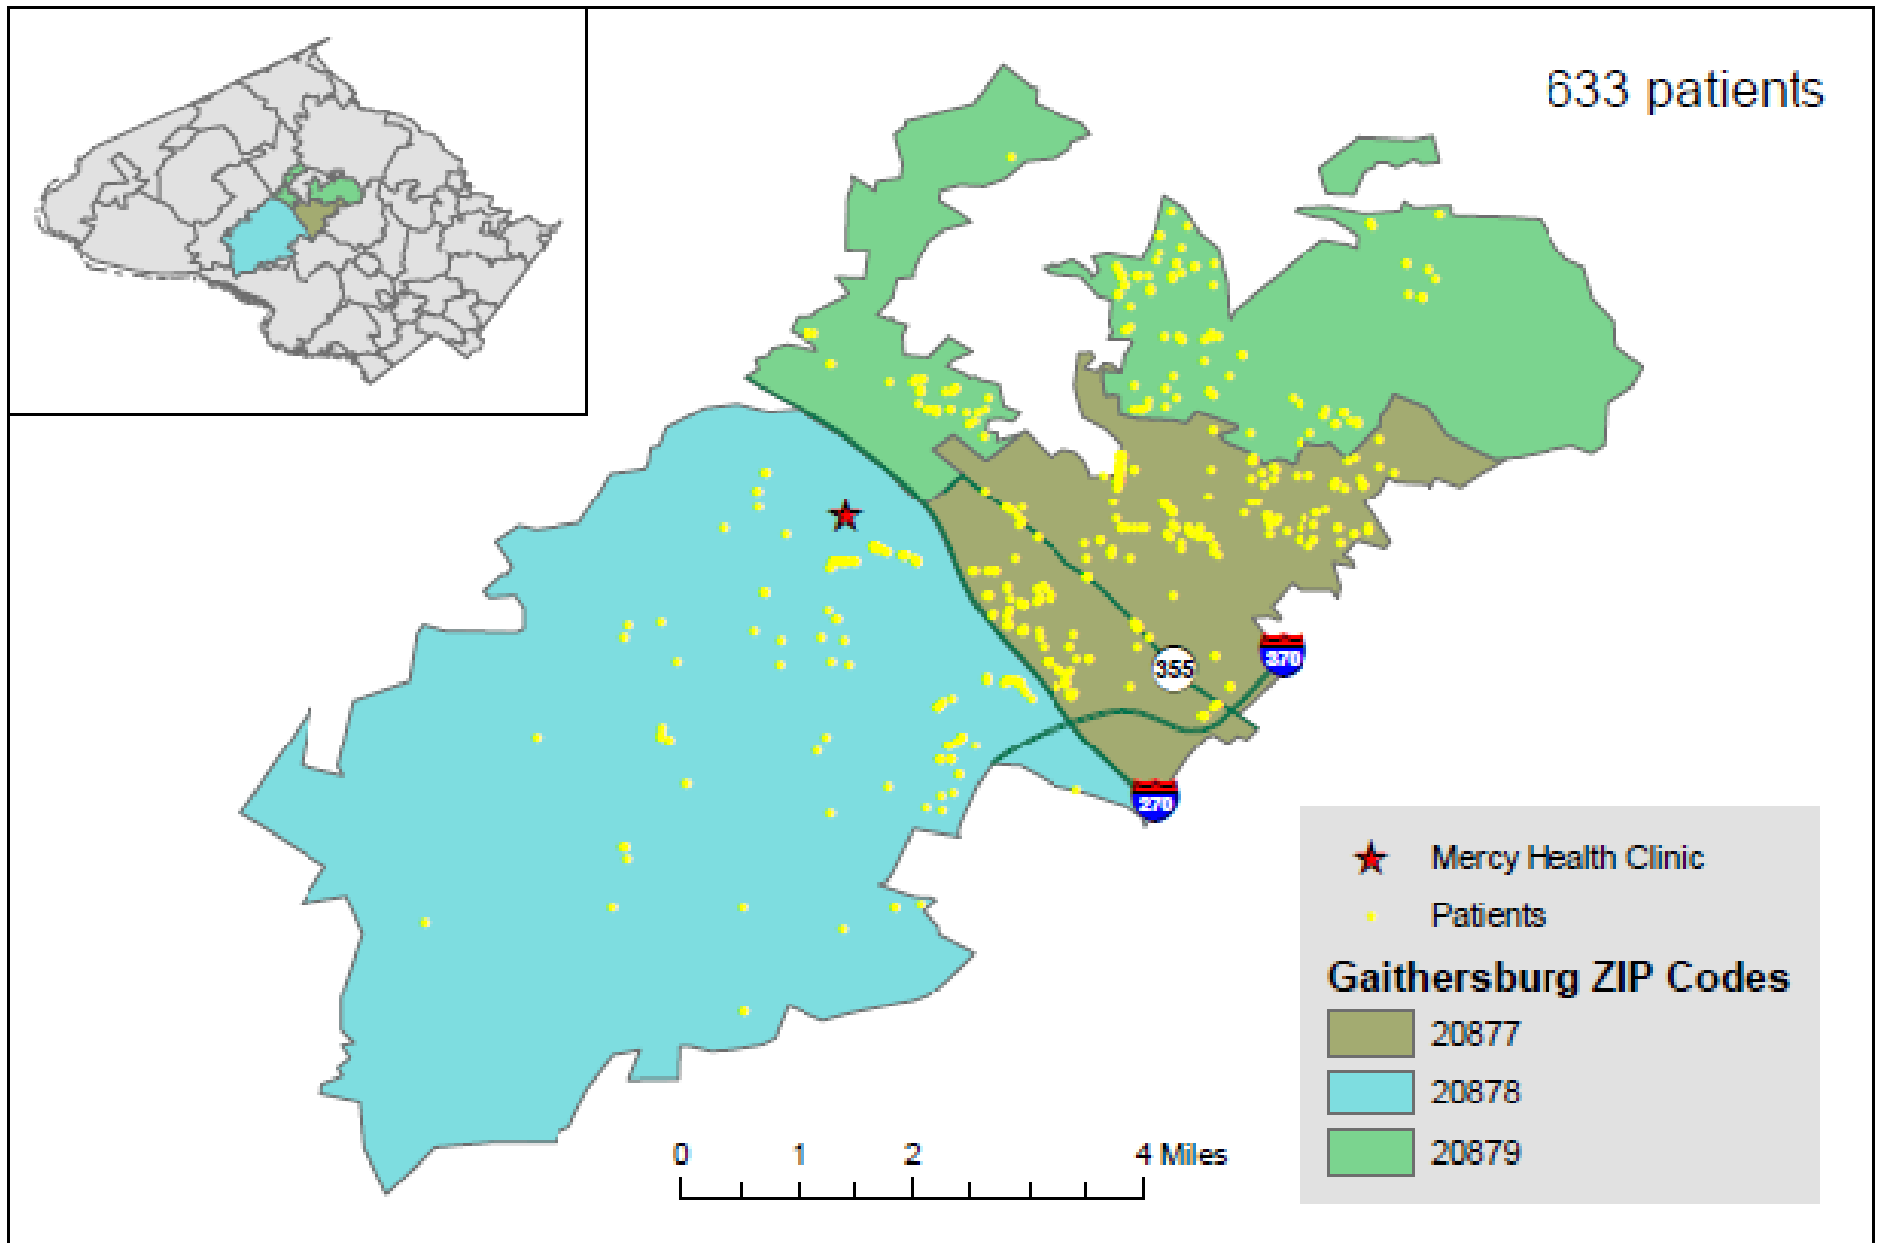 633 patients
355
370
270
Mercy Health Clinic
Patients
Gaithersburg ZIP Codes
20877
20878
20879
0 1 2 4 Miles